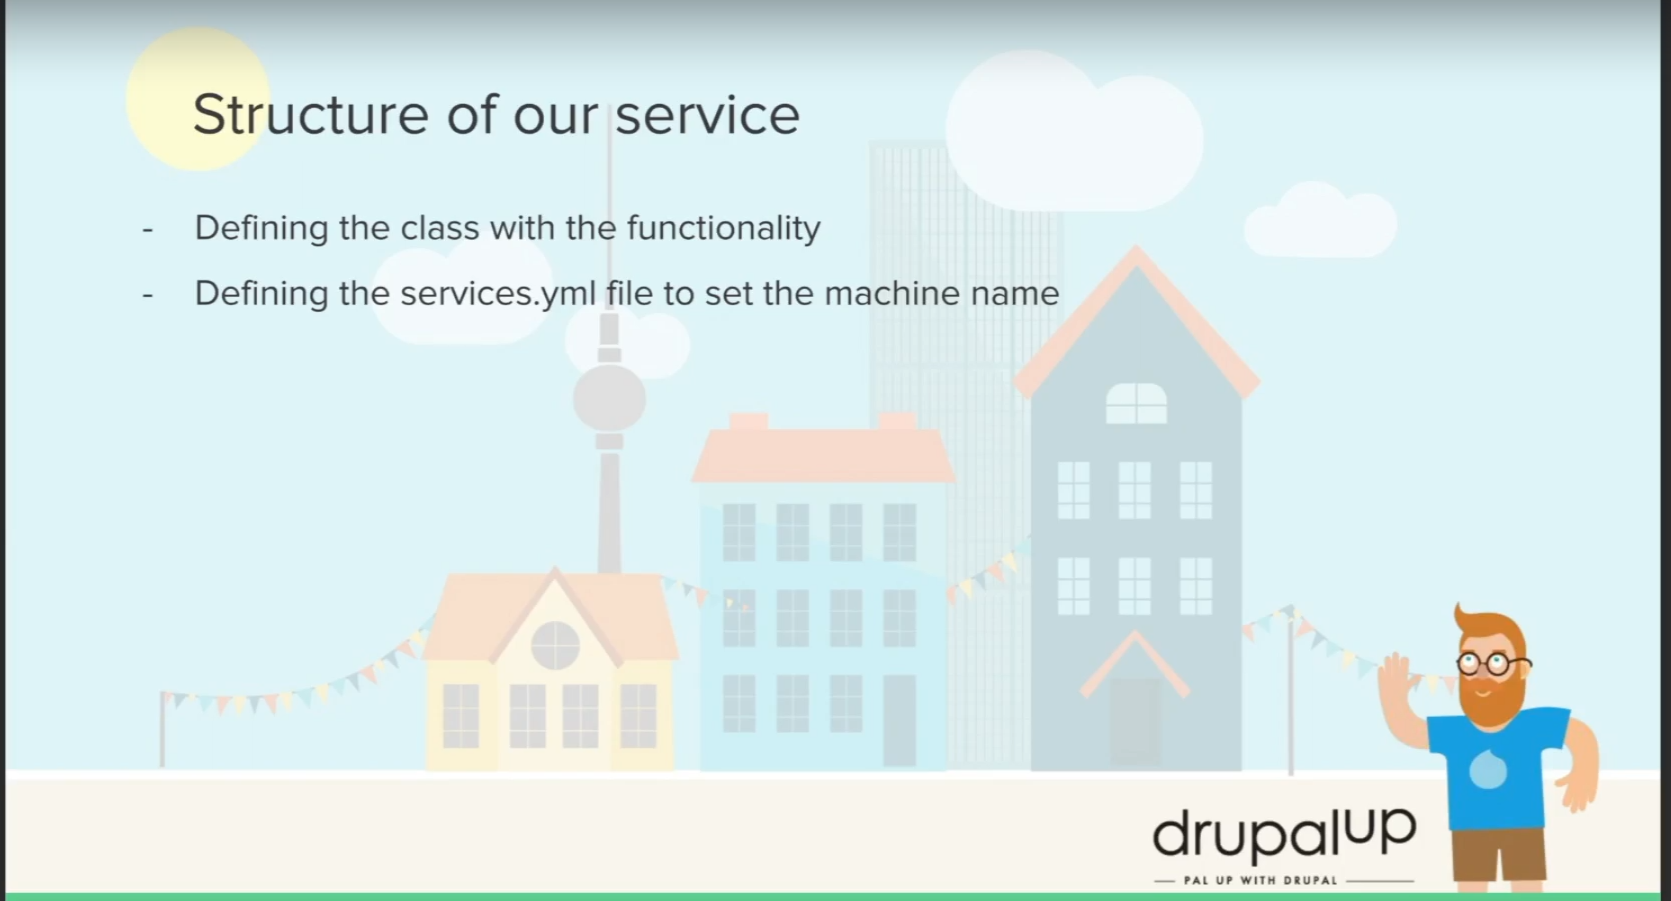 Structure of our service
- Defining the class with the functionality
- Defining the services.yml file to set the machine name
drupalup
PAL UP WITH DRUPAL